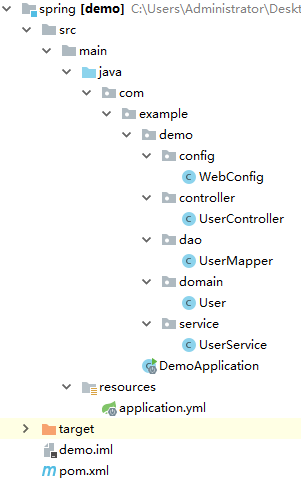 spring [demo] C:\Users\Administrator\Deskt
src
main
java
com
example
demo
config
WebConfig
controller
UserController
dao
UserMapper
domain
User
service
UserService
DemoApplication
resources
application.yml
target
demo.iml
pom.xml